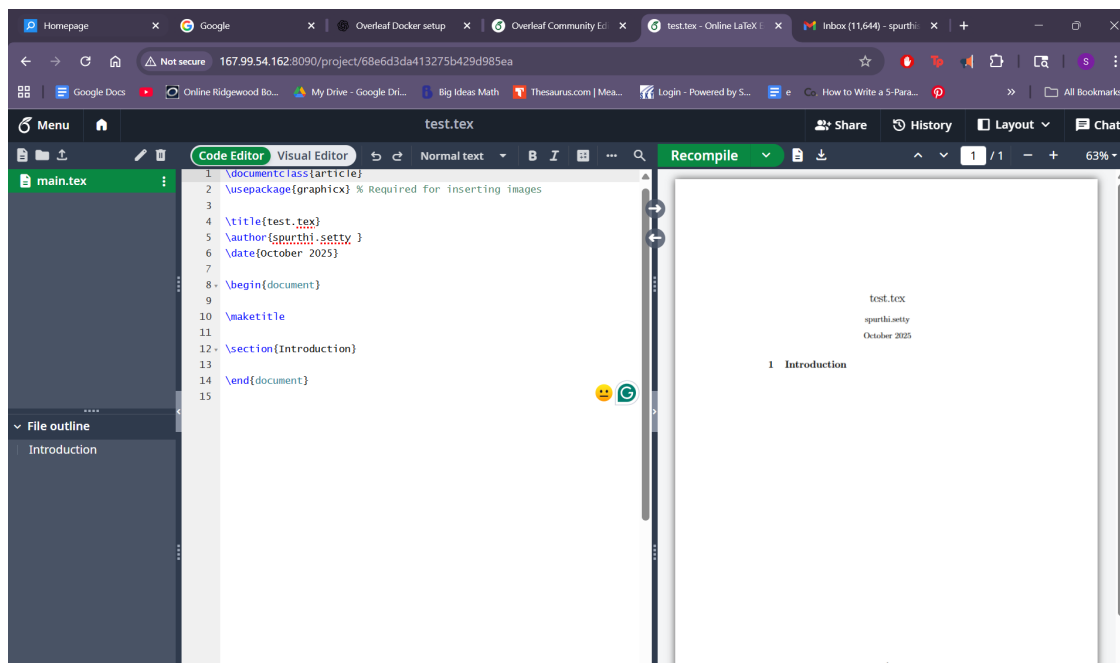 Homepage
Google
Overleaf Docker setup
Overleaf Community Edi
test.tex - Online LaTeX E
Inbox (11,644) - spurthi
Not secure 167.99.54.162:8090/project/68e6d3da413275b429d985ea
S
Google Docs
Online Ridgewood Bo...
My Drive - Google Dri...
Big Ideas Math
Thesaurus.com | Mea...
Login - Powered by S...
e
How to Write a 5-Para...
»
All Bookmarks
Menu
test.tex
Share
History
Layout
Chat
Code Editor
Visual Editor
Normal text
B I
Recompile
1 / 1
63%
main.tex
1 \documentclass{article}
2 \usepackage{graphicx} % Required for inserting images
3
4 \title{test.tex}
5 \author{spurthi.setty }
6 \date{October 2025}
7
8 \begin{document}
9
10 \maketitle
11
12 \section{Introduction}
13
14 \end{document}
15
File outline
Introduction
test.tex
spurthi.setty
October 2025
1 Introduction